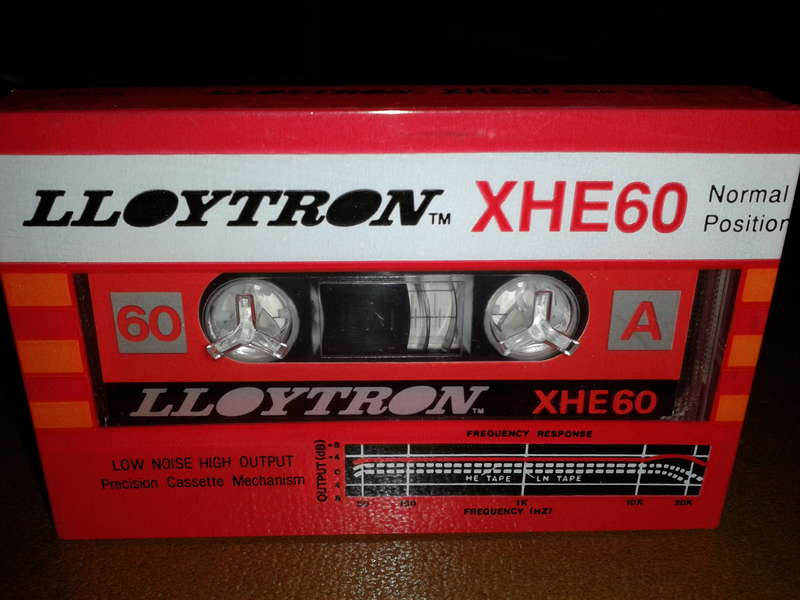 XHE60
LLOYTRON™ XHE60 Normal
Position
60 A
LLOYTRON™ XHE60
FREQUENCY RESPONSE
LOW NOISE HIGH OUTPUT
Precision Cassette Mechanism
OUTPUT (dB)
HE TAPE LN TAPE
1K 10K 20K
FREQUENCY (HZ)